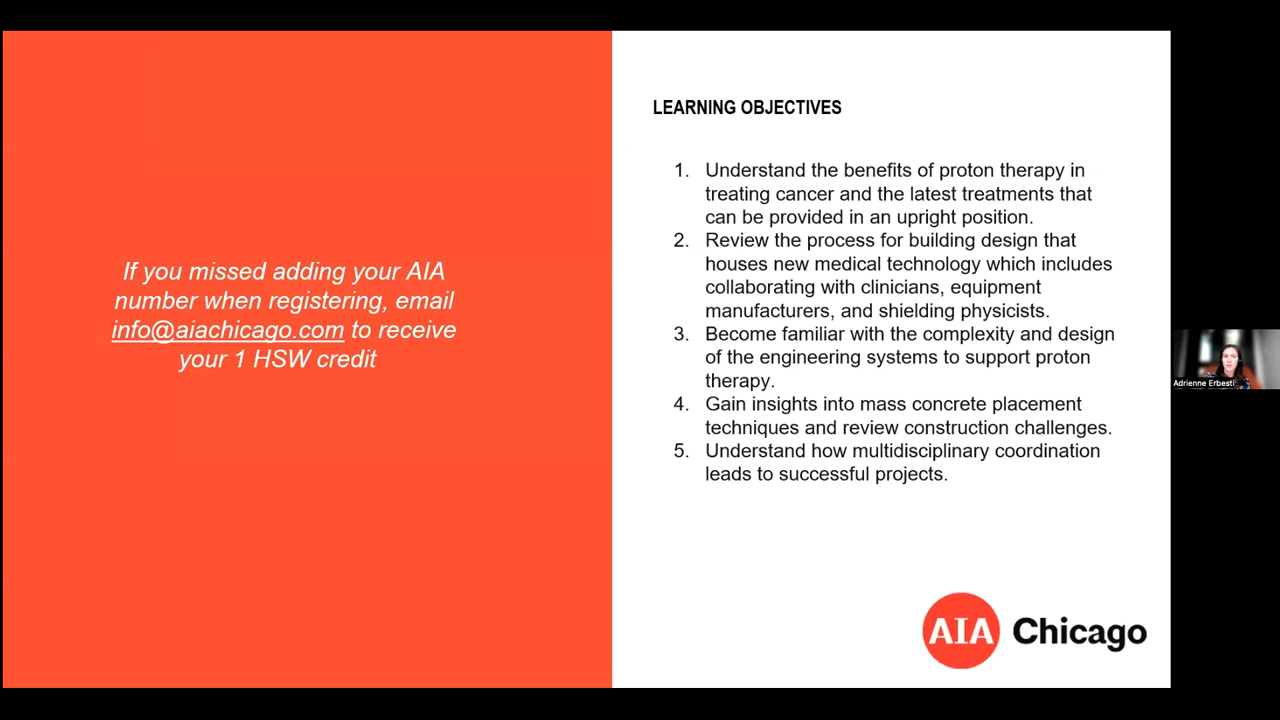 If you missed adding your AIA
number when registering, email
info@aiachicago.com to receive
your 1 HSW credit
LEARNING OBJECTIVES
1. Understand the benefits of proton therapy in
treating cancer and the latest treatments that
can be provided in an upright position.
2. Review the process for building design that
houses new medical technology which includes
collaborating with clinicians, equipment
manufacturers, and shielding physicists.
3. Become familiar with the complexity and design
of the engineering systems to support proton
therapy.
4. Gain insights into mass concrete placement
techniques and review construction challenges.
5. Understand how multidisciplinary coordination
leads to successful projects.
AIA Chicago
Adrienne Erbesti